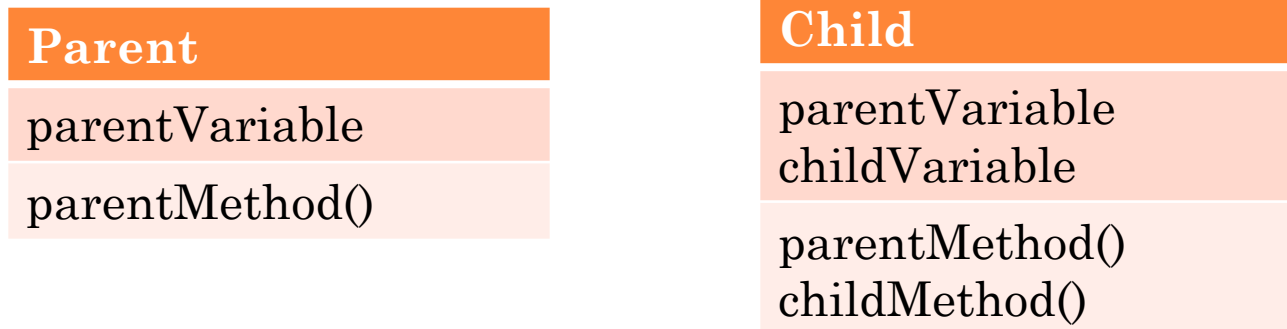 Parent
parentVariable
parentMethod()
Child
parentVariable
childVariable
parentMethod()
childMethod()